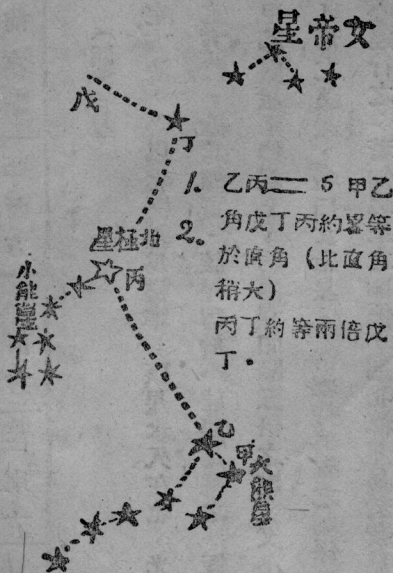 星帝女
戊
丁
1. 乙丙══5甲乙
2. 角戊丁丙約畧等
於直角（比直角
稍大）
丙丁約等兩倍戊
丁。
星極北
丙
小熊星
乙
甲
大熊星